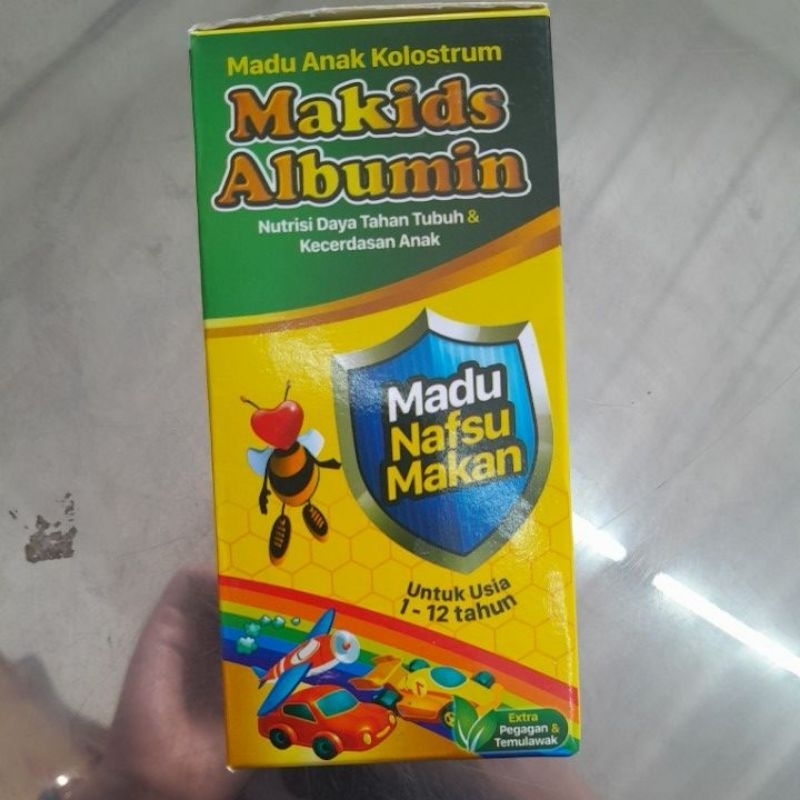 Madu Anak Kolostrum
Makids
Albumin
Nutrisi Daya Tahan Tubuh &
Kecerdasan Anak
Madu
Nafsu
Makan
Untuk Usia
1 - 12 tahun
Extra
Pegagan &
Temulawak